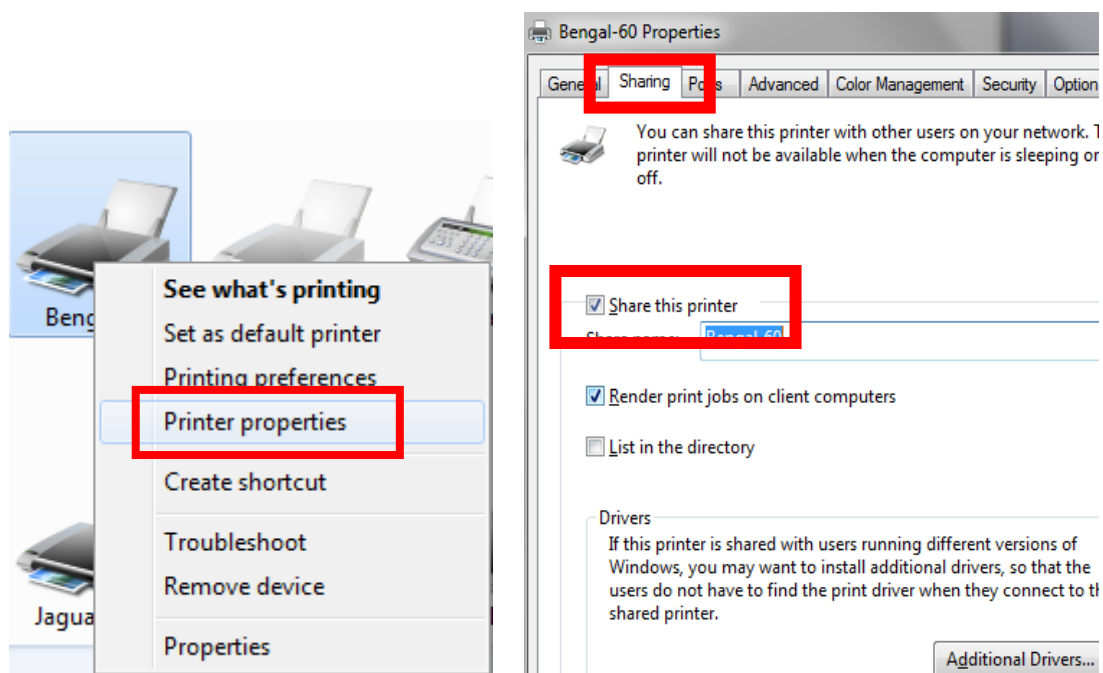 See what's printing
Beng
Set as default printer
Printing preferences
Printer properties
Create shortcut
Troubleshoot
Remove device
Jagua
Properties
Bengal-60 Properties
General Sharing Ports Advanced Color Management Security Option
You can share this printer with other users on your network. T
printer will not be available when the computer is sleeping or
off.
Share this printer
Share name: Bengal-60
Render print jobs on client computers
List in the directory
Drivers
If this printer is shared with users running different versions of
Windows, you may want to install additional drivers, so that the
users do not have to find the print driver when they connect to th
shared printer.
Additional Drivers...